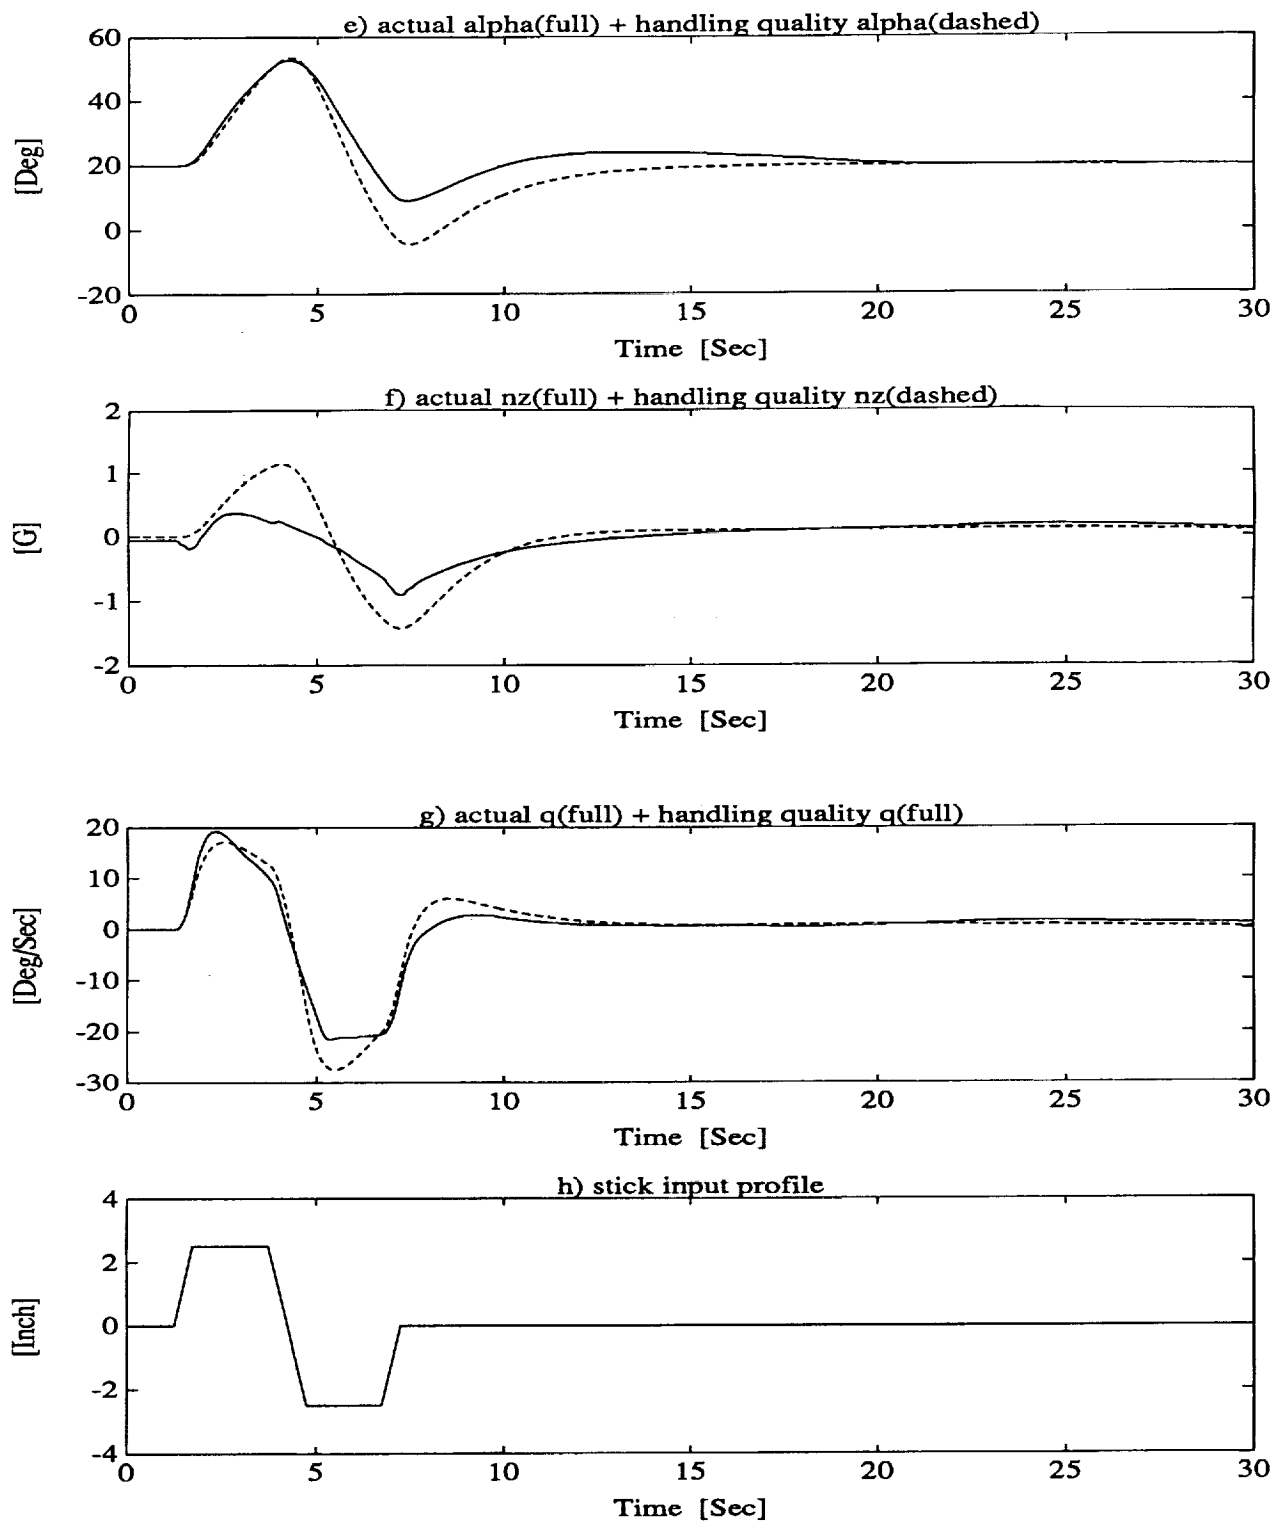 e) actual alpha(full) + handling quality alpha(dashed)
60
40
20
0
-20
[Deg]
0 5 10 15 20 25 30
Time [Sec]
f) actual nz(full) + handling quality nz(dashed)
2
1
0
-1
-2
[G]
0 5 10 15 20 25 30
Time [Sec]
g) actual q(full) + handling quality q(full)
20
10
0
-10
-20
-30
[Deg/Sec]
0 5 10 15 20 25 30
Time [Sec]
h) stick input profile
4
2
0
-2
-4
[Inch]
0 5 10 15 20 25 30
Time [Sec]